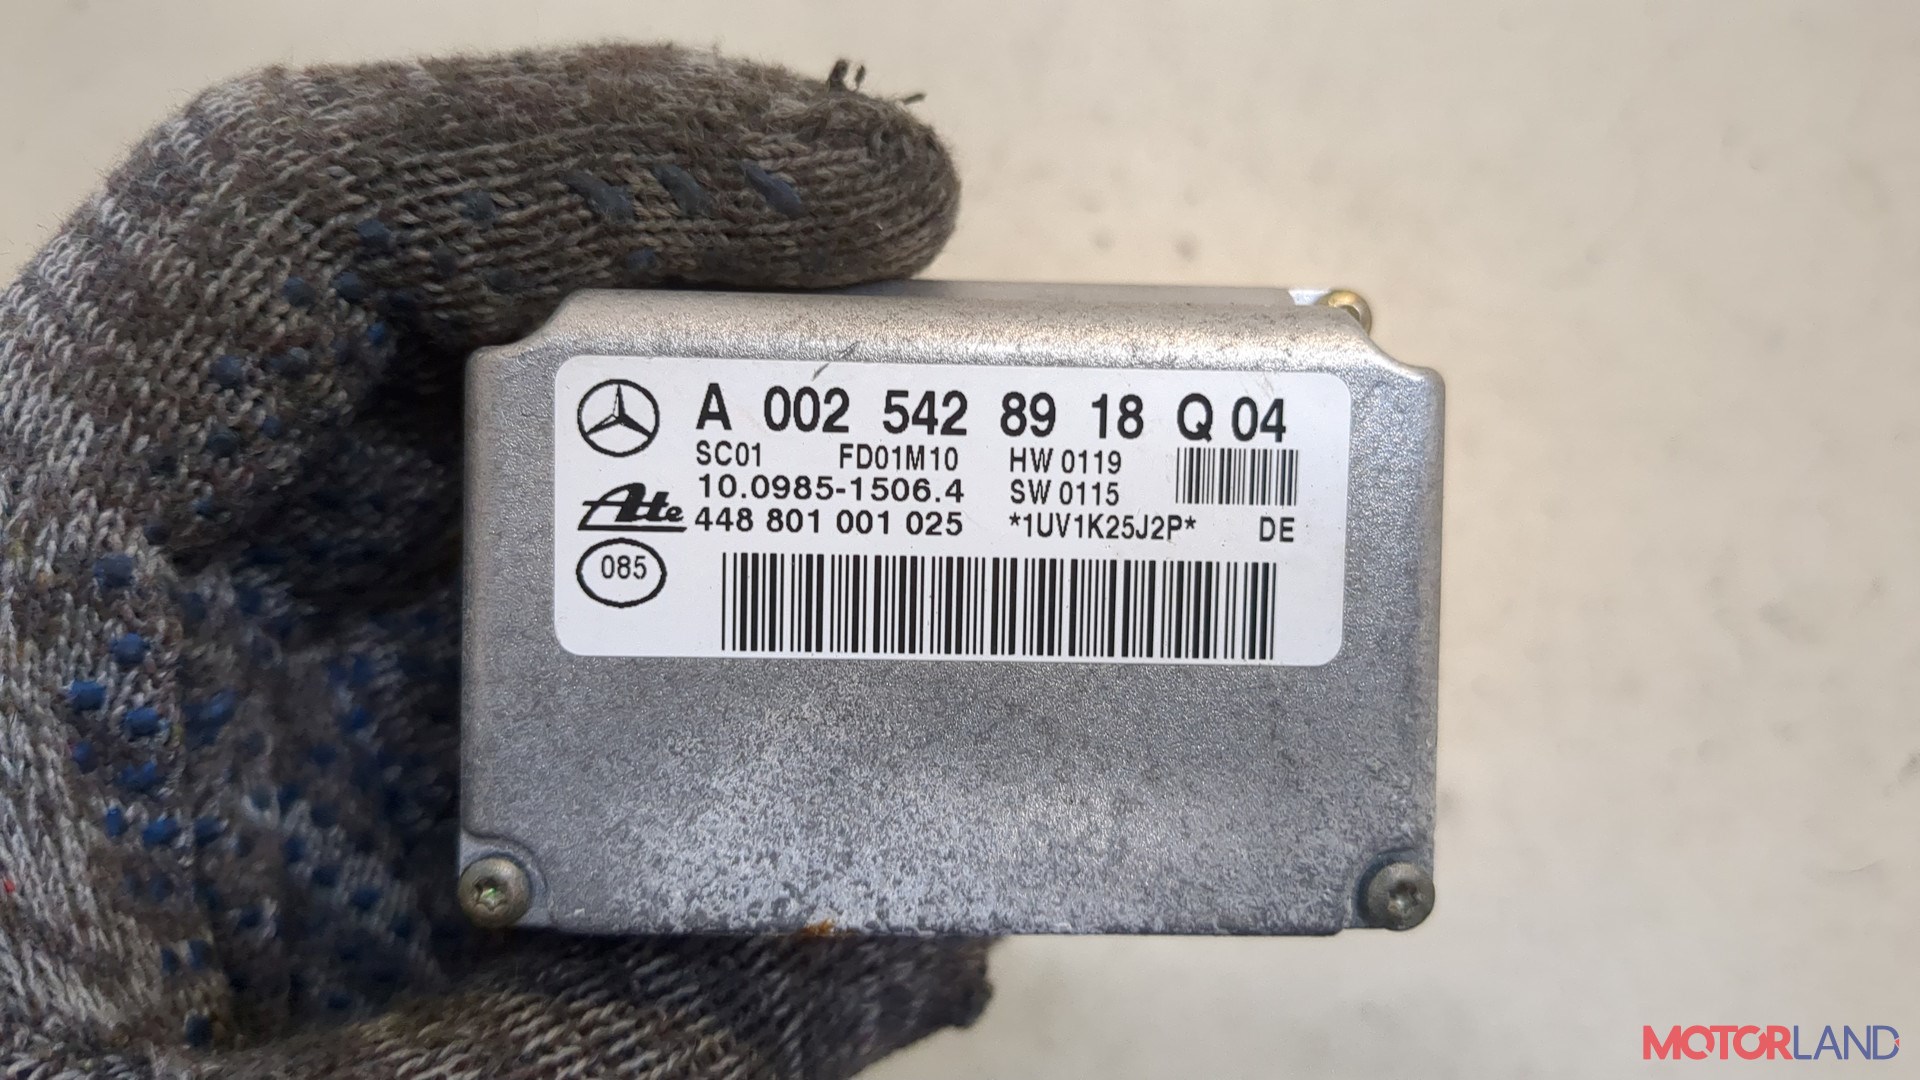 A 002 542 89 18 Q 04
SC01 FD01M10 HW 0119
10.0985-1506.4 SW 0115
Ate 448 801 001 025 *1UV1K25J2P* DE
085
MOTORLAND